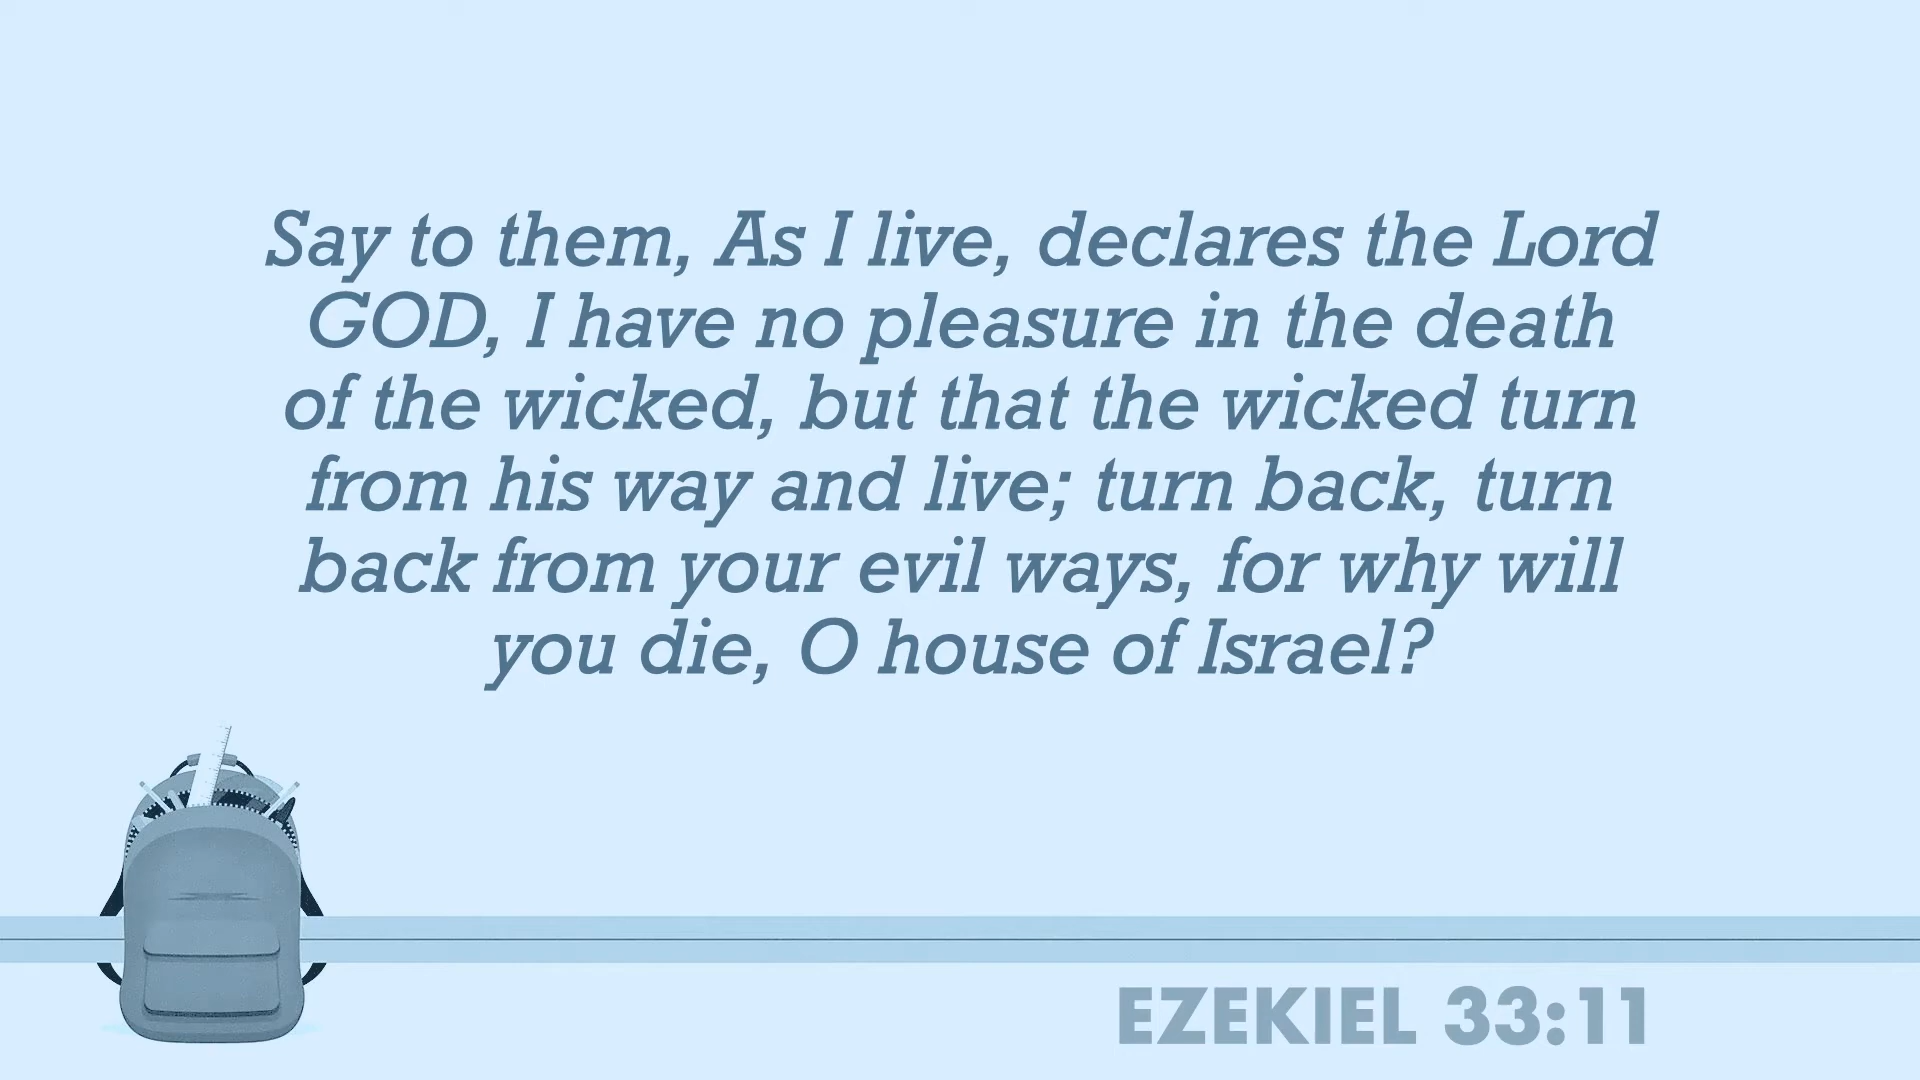 Say to them, As I live, declares the Lord
GOD, I have no pleasure in the death
of the wicked, but that the wicked turn
from his way and live; turn back, turn
back from your evil ways, for why will
you die, O house of Israel?
EZEKIEL 33:11